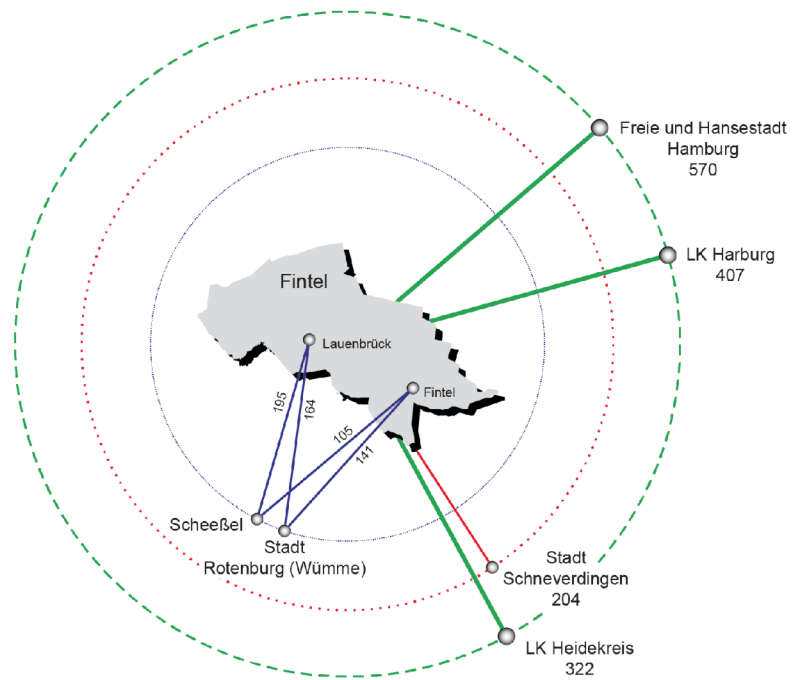 Freie und Hansestadt
Hamburg
570
LK Harburg
407
Fintel
Lauenbrück
Fintel
195
164
105
141
Scheeßel
Stadt
Rotenburg (Wümme)
Stadt
Schneverdingen
204
LK Heidekreis
322